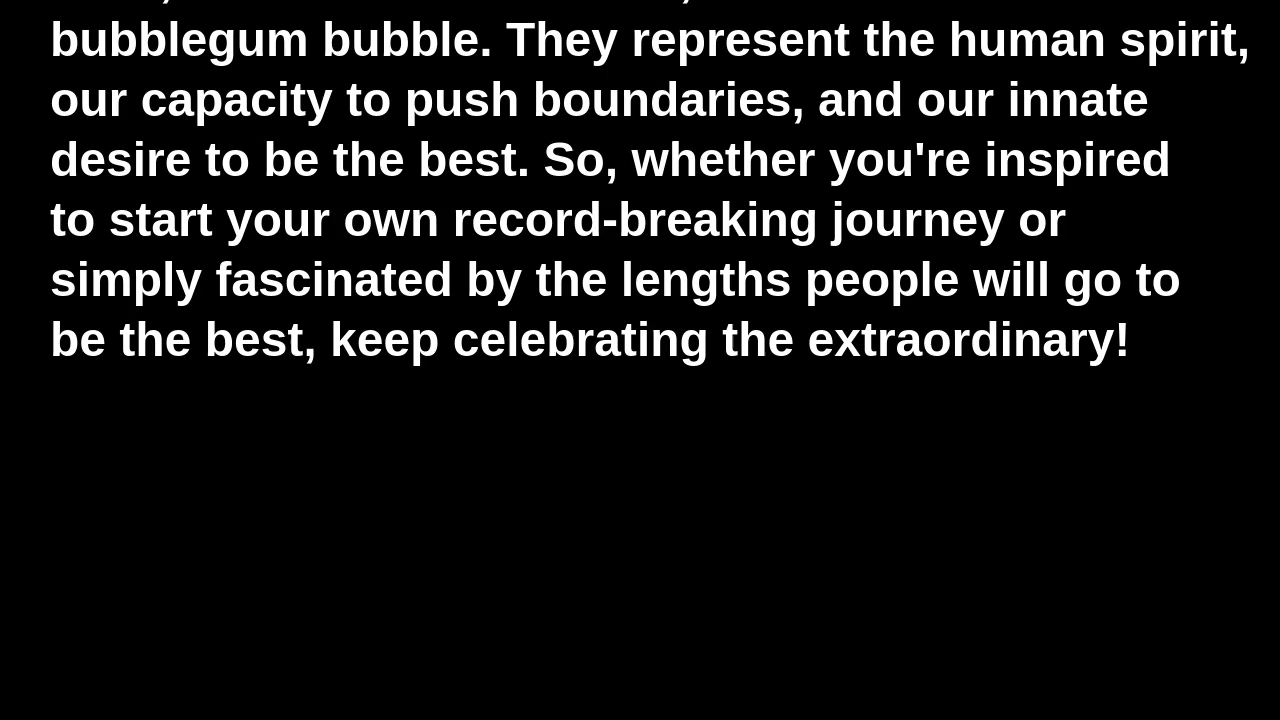 bubblegum bubble. They represent the human spirit,
our capacity to push boundaries, and our innate
desire to be the best. So, whether you're inspired
to start your own record-breaking journey or
simply fascinated by the lengths people will go to
be the best, keep celebrating the extraordinary!